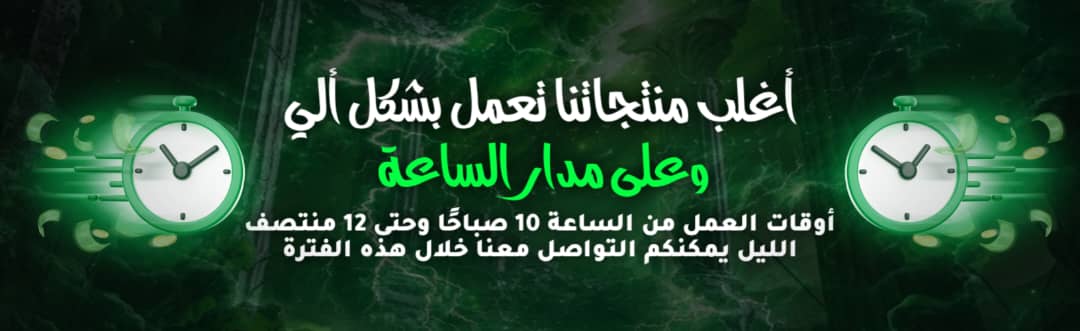 أغلب منتجاتنا تعمل بشكل ألي
وعلى مدار الساعة
أوقات العمل من الساعة 10 صباحًا وحتى 12 منتصف
الليل يمكنكم التواصل معنا خلال هذه الفترة